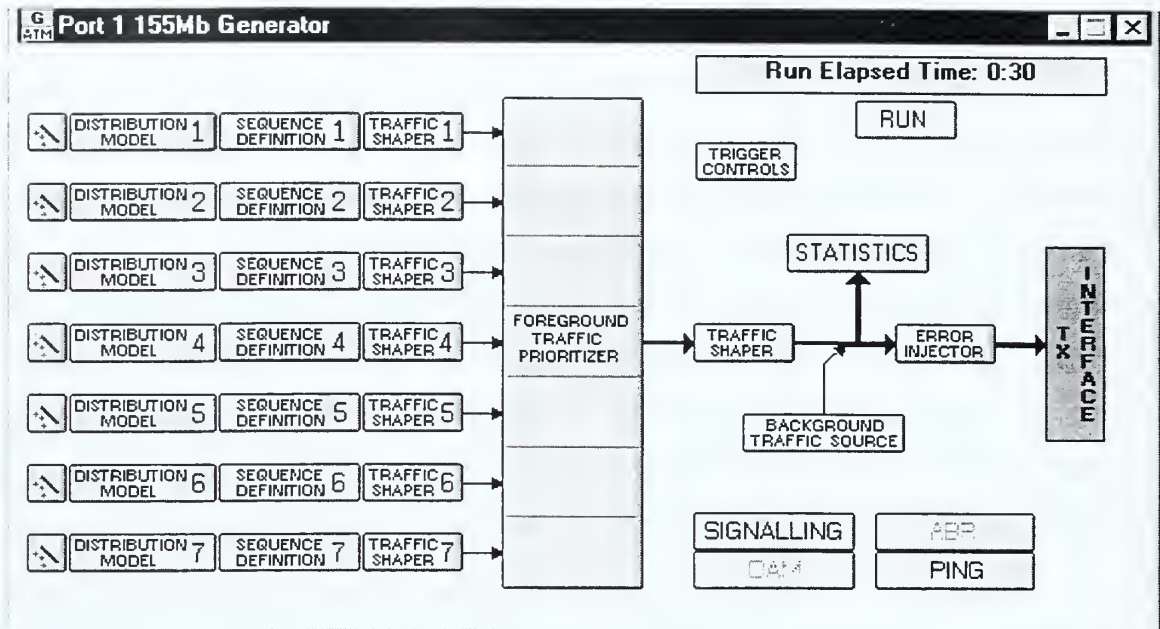 G
ATM
Port 1 155Mb Generator
Run Elapsed Time: 0:30
RUN
TRIGGER
CONTROLS
DISTRIBUTION
MODEL 1
SEQUENCE
DEFINITION 1
TRAFFIC
SHAPER 1
DISTRIBUTION
MODEL 2
SEQUENCE
DEFINITION 2
TRAFFIC
SHAPER 2
DISTRIBUTION
MODEL 3
SEQUENCE
DEFINITION 3
TRAFFIC
SHAPER 3
DISTRIBUTION
MODEL 4
SEQUENCE
DEFINITION 4
TRAFFIC
SHAPER 4
DISTRIBUTION
MODEL 5
SEQUENCE
DEFINITION 5
TRAFFIC
SHAPER 5
DISTRIBUTION
MODEL 6
SEQUENCE
DEFINITION 6
TRAFFIC
SHAPER 6
DISTRIBUTION
MODEL 7
SEQUENCE
DEFINITION 7
TRAFFIC
SHAPER 7
FOREGROUND
TRAFFIC
PRIORITIZER
TRAFFIC
SHAPER
STATISTICS
BACKGROUND
TRAFFIC SOURCE
ERROR
INJECTOR
TX
INTERFACE
SIGNALLING
ABR
OAM
PING